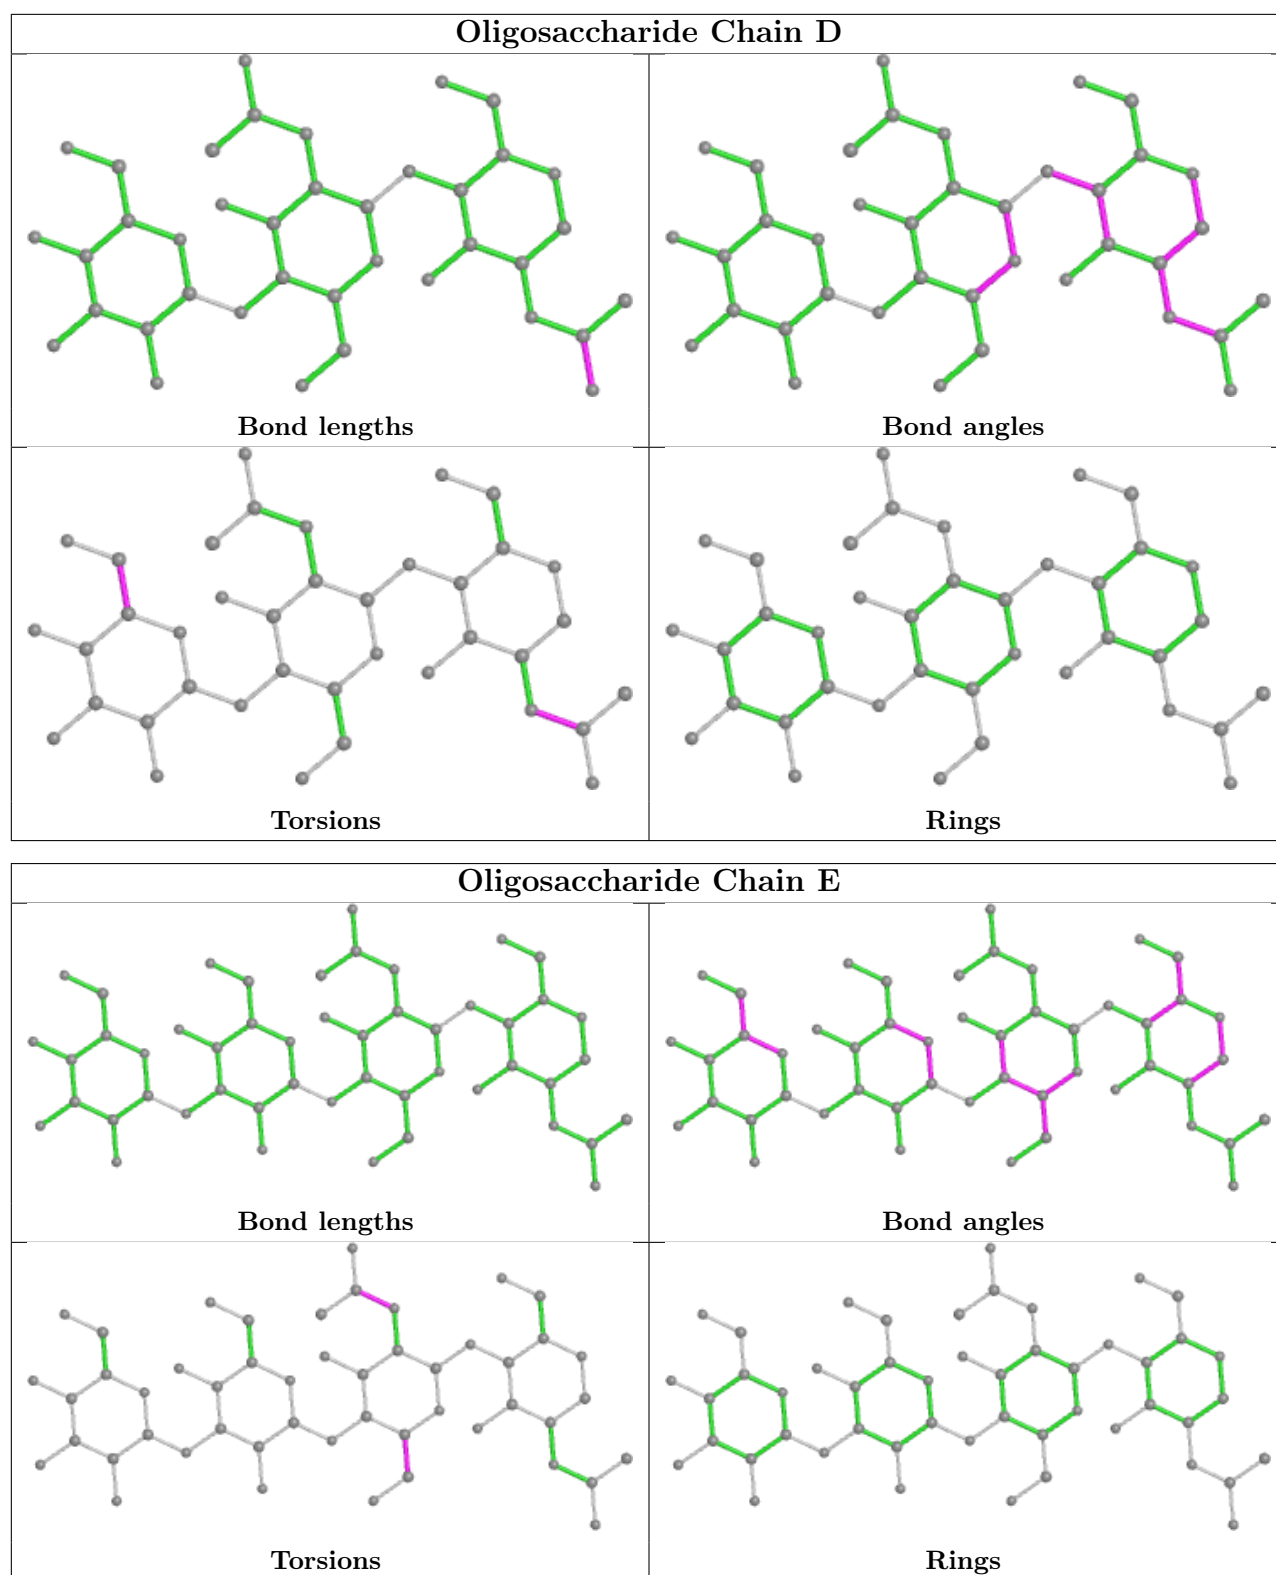 Oligosaccharide Chain D
Bond lengths
Bond angles
Torsions
Rings
Oligosaccharide Chain E
Bond lengths
Bond angles
Torsions
Rings